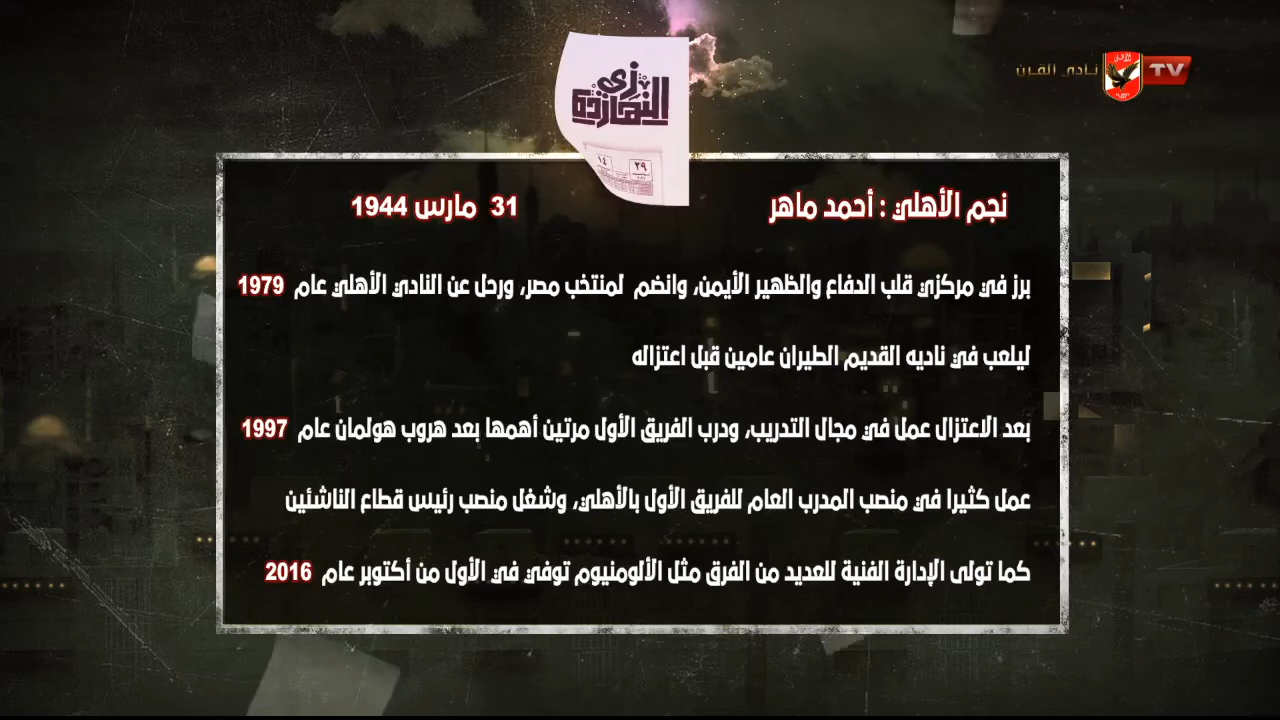 زي النهارده
نادي القرن
TV
١٤
٢٩
نجم الأهلي : أحمد ماهر
31 مارس 1944
برز في مركزي قلب الدفاع والظهير الأيمن، وانضم لمنتخب مصر، ورحل عن النادي الأهلي عام 1979
ليلعب في ناديه القديم الطيران عامين قبل اعتزاله
بعد الاعتزال عمل في مجال التدريب، ودرب الفريق الأول مرتين أهمها بعد هروب هولمان عام 1997
عمل كثيرا في منصب المدرب العام للفريق الأول بالأهلي، وشغل منصب رئيس قطاع الناشئين
كما تولى الإدارة الفنية للعديد من الفرق مثل الألومنيوم توفي في الأول من أكتوبر عام 2016